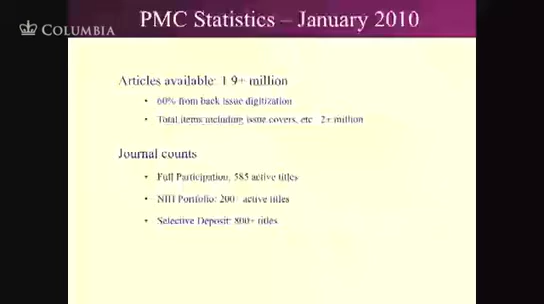 COLUMBIA
PMC Statistics – January 2010
Articles available: 1.9+ million
• 60% from back issue digitization
• Total items including issue covers, etc 2+ million
Journal counts
• Full Participation, 585 active titles
• NIH Portfolio: 200+ active titles
• Selective Deposit: 800+ titles